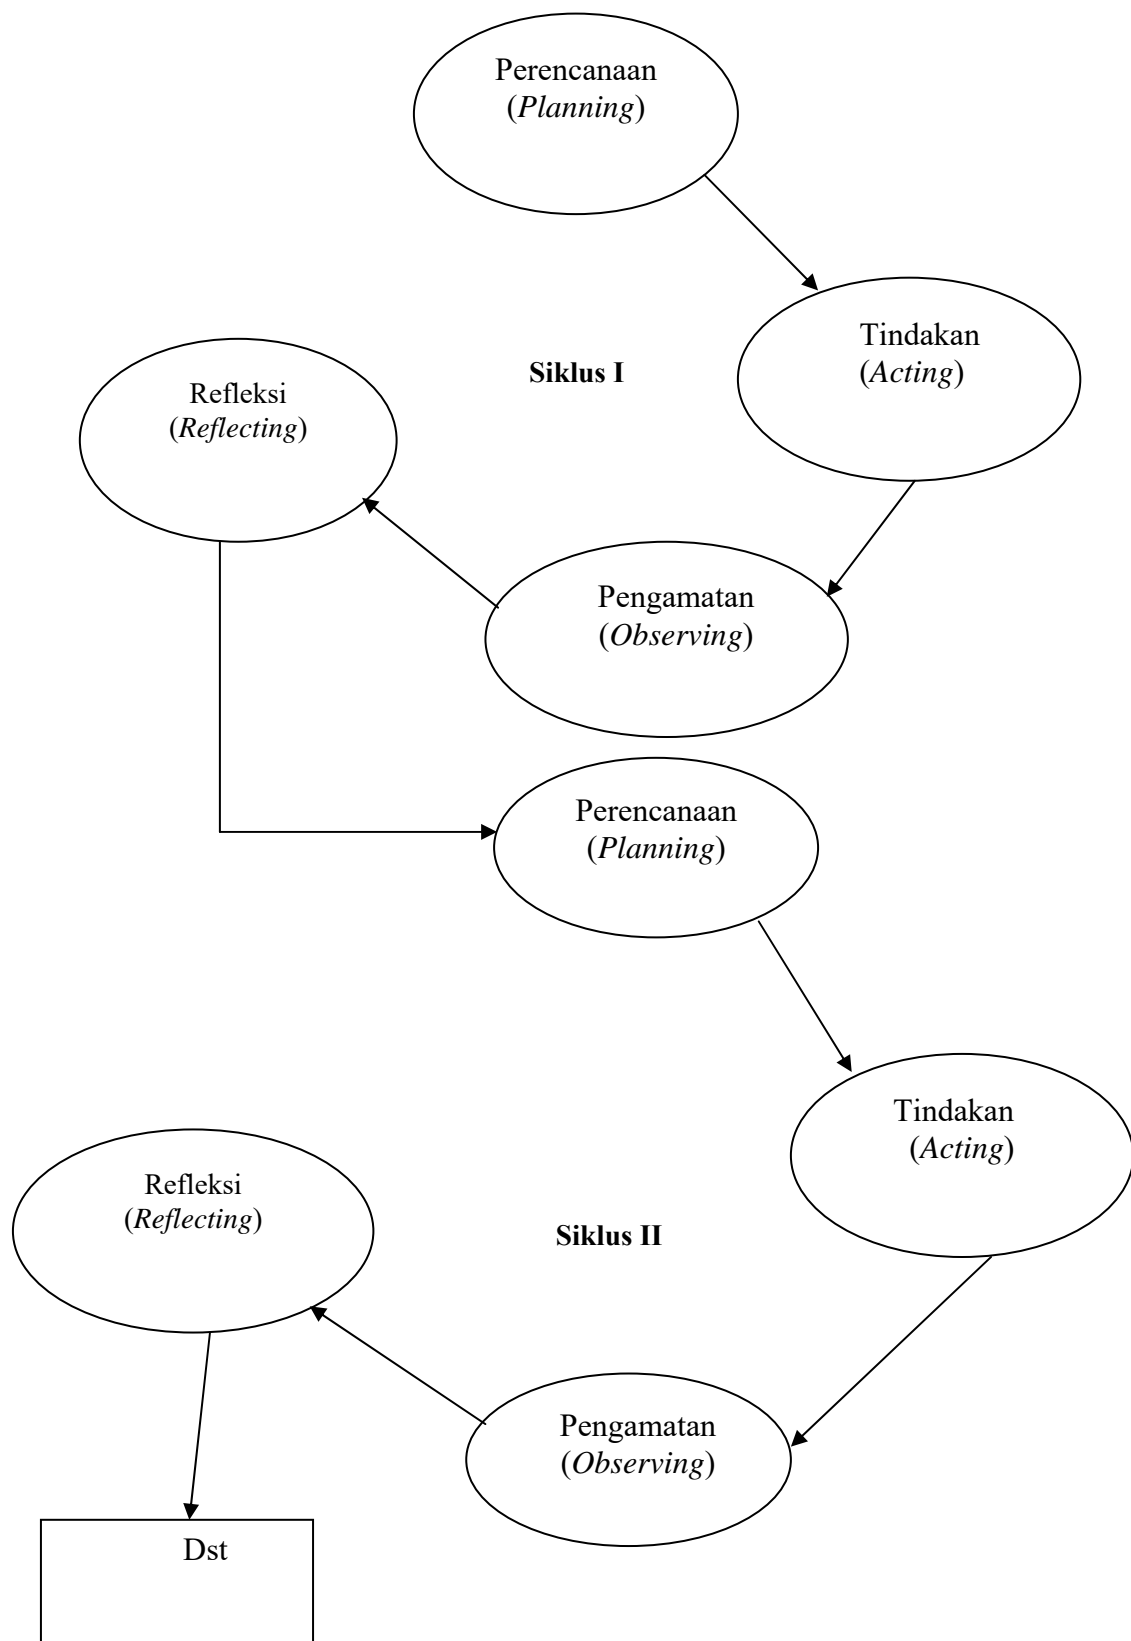 Perencanaan
(Planning)
Tindakan
(Acting)
Siklus I
Refleksi
(Reflecting)
Pengamatan
(Observing)
Perencanaan
(Planning)
Tindakan
(Acting)
Refleksi
(Reflecting)
Siklus II
Pengamatan
(Observing)
Dst